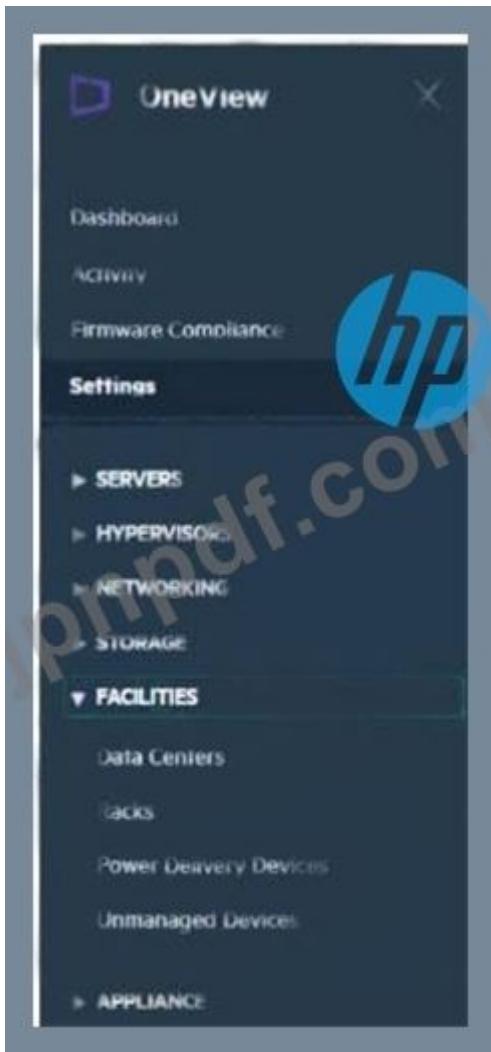 OneView
Dashboard
Activity
Firmware Compliance
hp
Settings
▶ SERVERS
▶ HYPERVISORS
▶ NETWORKING
▶ STORAGE
▼ FACILITIES
Data Centers
Racks
Power Delivery Devices
Unmanaged Devices
▶ APPLIANCE